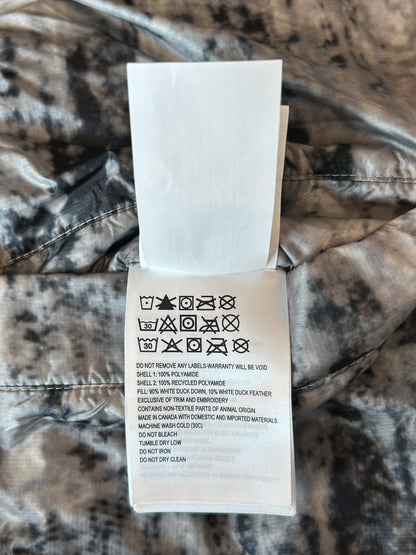 30
30
DO NOT REMOVE ANY LABELS-WARRANTY WILL BE VOID
SHELL 1: 100% POLYAMIDE
SHELL 2: 100% RECYCLED POLYAMIDE
FILL: 90% WHITE DUCK DOWN, 10% WHITE DUCK FEATHER
EXCLUSIVE OF TRIM AND EMBROIDERY
CONTAINS NON-TEXTILE PARTS OF ANIMAL ORIGIN
MADE IN CANADA WITH DOMESTIC AND IMPORTED MATERIALS
MACHINE WASH COLD (30C)
DO NOT BLEACH
TUMBLE DRY LOW
DO NOT IRON
DO NOT DRY CLEAN